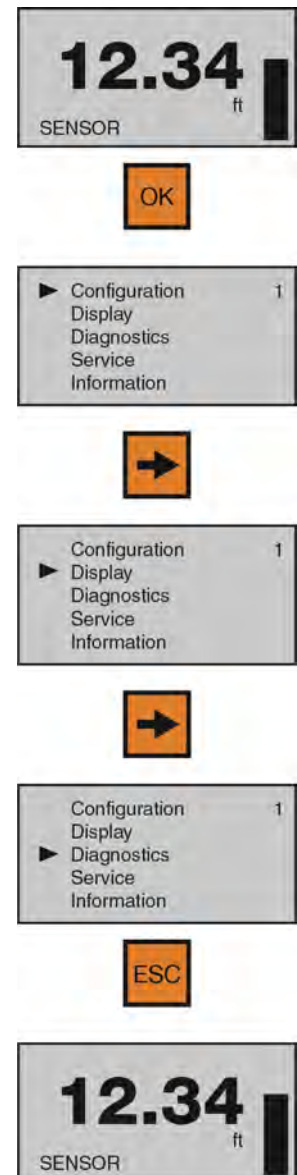 12.34
ft
SENSOR
OK
Configuration 1
Display
Diagnostics
Service
Information
Configuration 1
Display
Diagnostics
Service
Information
Configuration 1
Display
Diagnostics
Service
Information
ESC
12.34
ft
SENSOR